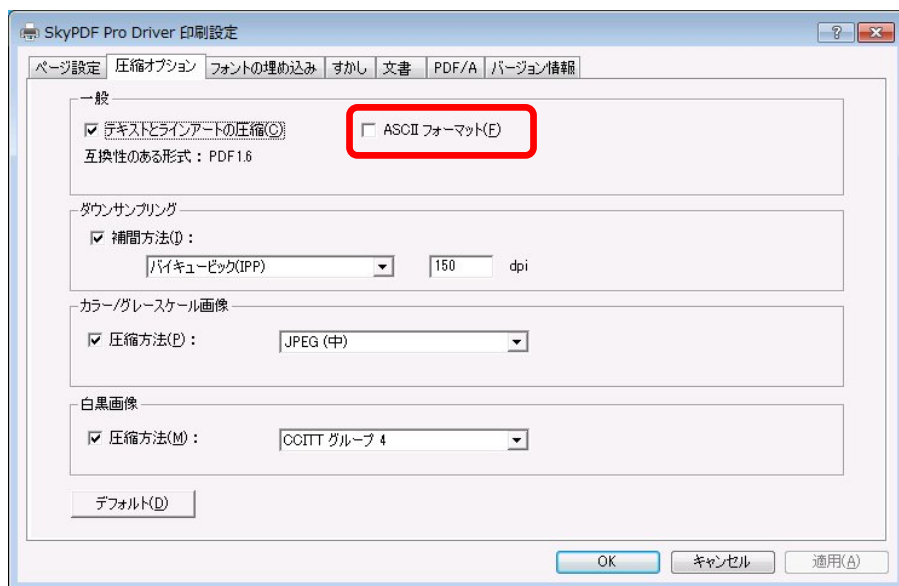 SkyPDF Pro Driver 印刷設定
ページ設定 圧縮オプション フォントの埋め込み すかし 文書 PDF/A バージョン情報
一般
テキストとラインアートの圧縮(C) ASCII フォーマット(F)
互換性のある形式： PDF1.6
ダウンサンプリング
補間方法(I)：
バイキュービック(IPP) 150 dpi
カラー/グレースケール画像
圧縮方法(P)： JPEG (中)
白黒画像
圧縮方法(M)： CCITT グループ 4
デフォルト(D)
OK キャンセル 適用(A)